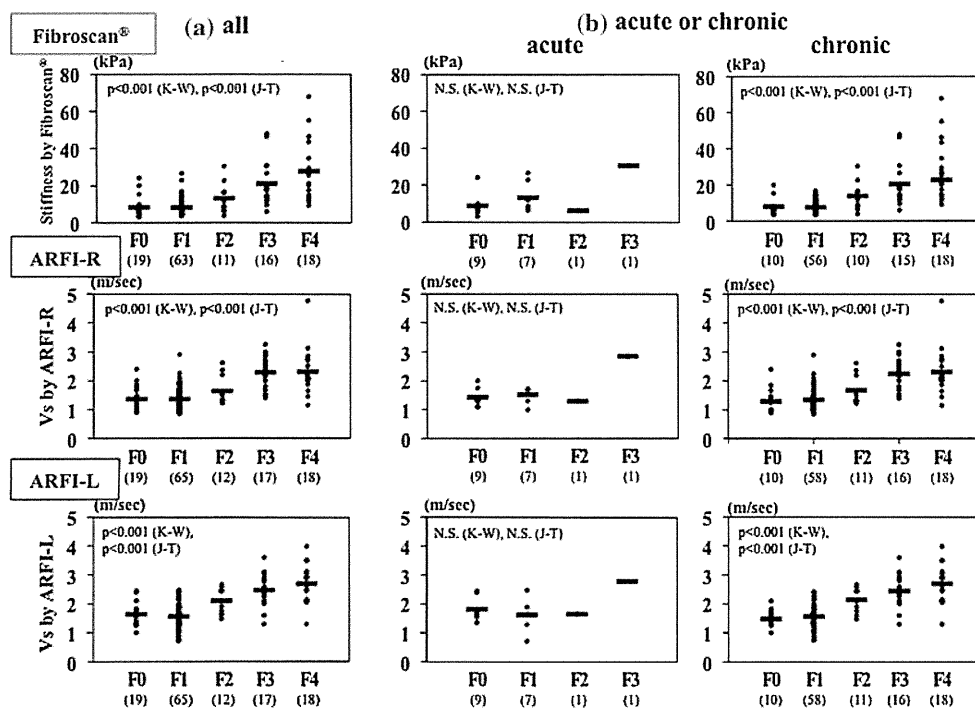 Fibroscan®
(a) all
(b) acute or chronic
acute
chronic
(kPa)
(kPa)
(kPa)
Stiffness by Fibroscan®
80
60
40
20
0
p<0.001 (K-W), p<0.001 (J-T)
F0 F1 F2 F3 F4
(19) (63) (11) (16) (18)
80
60
40
20
0
N.S. (K-W), N.S. (J-T)
F0 F1 F2 F3
(9) (7) (1) (1)
80
60
40
20
0
p<0.001 (K-W), p<0.001 (J-T)
F0 F1 F2 F3 F4
(10) (56) (10) (15) (18)
ARFI-R
(m/sec)
(m/sec)
(m/sec)
Vs by ARFI-R
5
4
3
2
1
0
p<0.001 (K-W), p<0.001 (J-T)
F0 F1 F2 F3 F4
(19) (65) (12) (17) (18)
5
4
3
2
1
0
N.S. (K-W), N.S. (J-T)
F0 F1 F2 F3
(9) (7) (1) (1)
5
4
3
2
1
0
p<0.001 (K-W), p<0.001 (J-T)
F0 F1 F2 F3 F4
(10) (58) (11) (16) (18)
ARFI-L
(m/sec)
(m/sec)
(m/sec)
Vs by ARFI-L
5
4
3
2
1
0
p<0.001 (K-W),
p<0.001 (J-T)
F0 F1 F2 F3 F4
(19) (65) (12) (17) (18)
5
4
3
2
1
0
N.S. (K-W), N.S. (J-T)
F0 F1 F2 F3
(9) (7) (1) (1)
5
4
3
2
1
0
p<0.001 (K-W),
p<0.001 (J-T)
F0 F1 F2 F3 F4
(10) (58) (11) (16) (18)